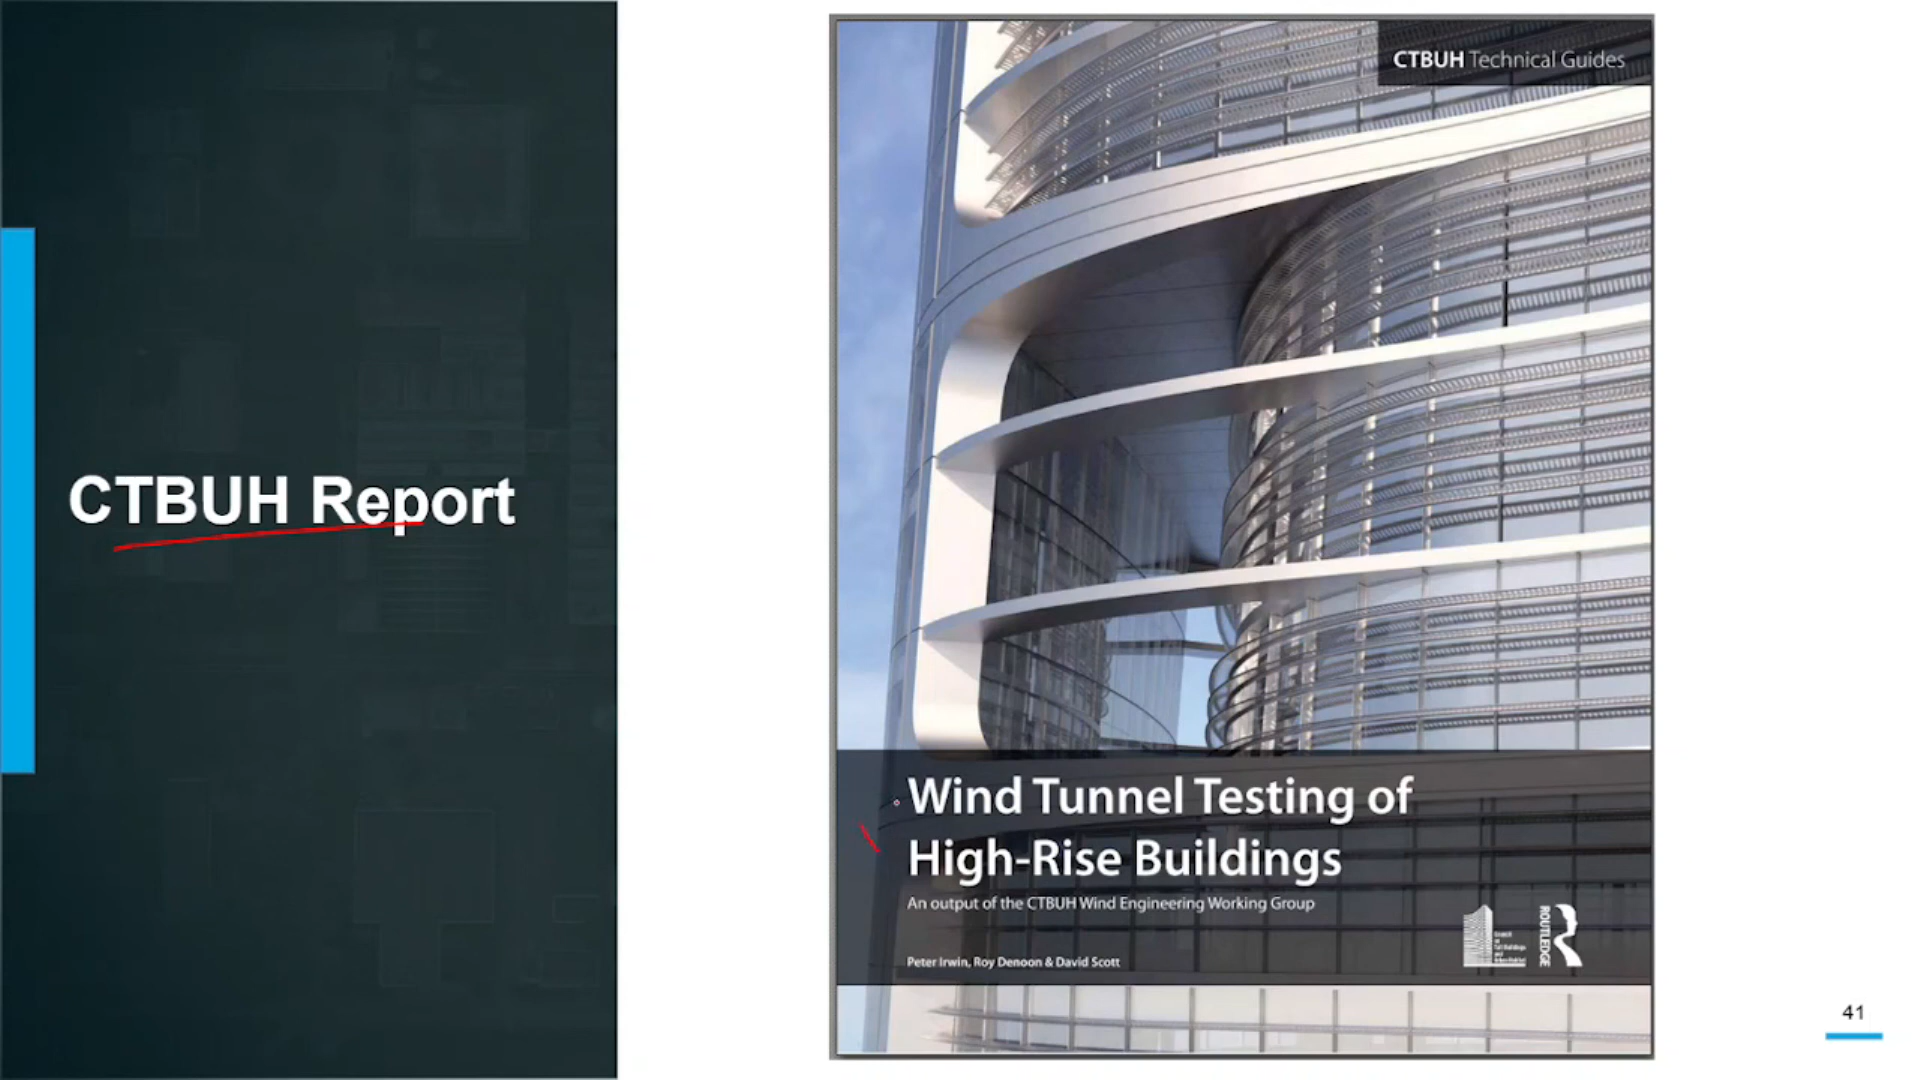 CTBUH Report
CTBUH Technical Guides
Wind Tunnel Testing of
High-Rise Buildings
An output of the CTBUH Wind Engineering Working Group
Peter Irwin, Roy Denoon & David Scott
ROUTLEDGE
41